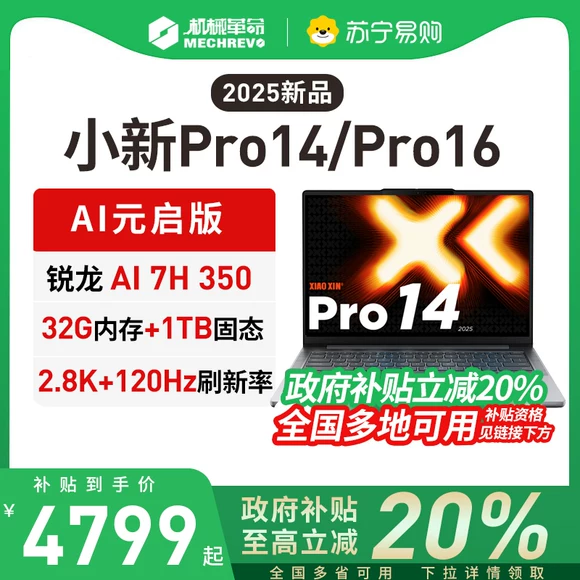 机械革命
MECHREVO
苏宁易购
2025新品
小新Pro14/Pro16
AI元启版
锐龙 AI 7H 350
32G内存+1TB固态
2.8K+120Hz刷新率
XIAO XIN
Pro 14
2025
政府补贴立减20%
全国多地可用
补贴资格
见链接下方
补贴到手价
¥4799起
政府补贴
至高立减
20%
全国多省可用 下拉详情领取